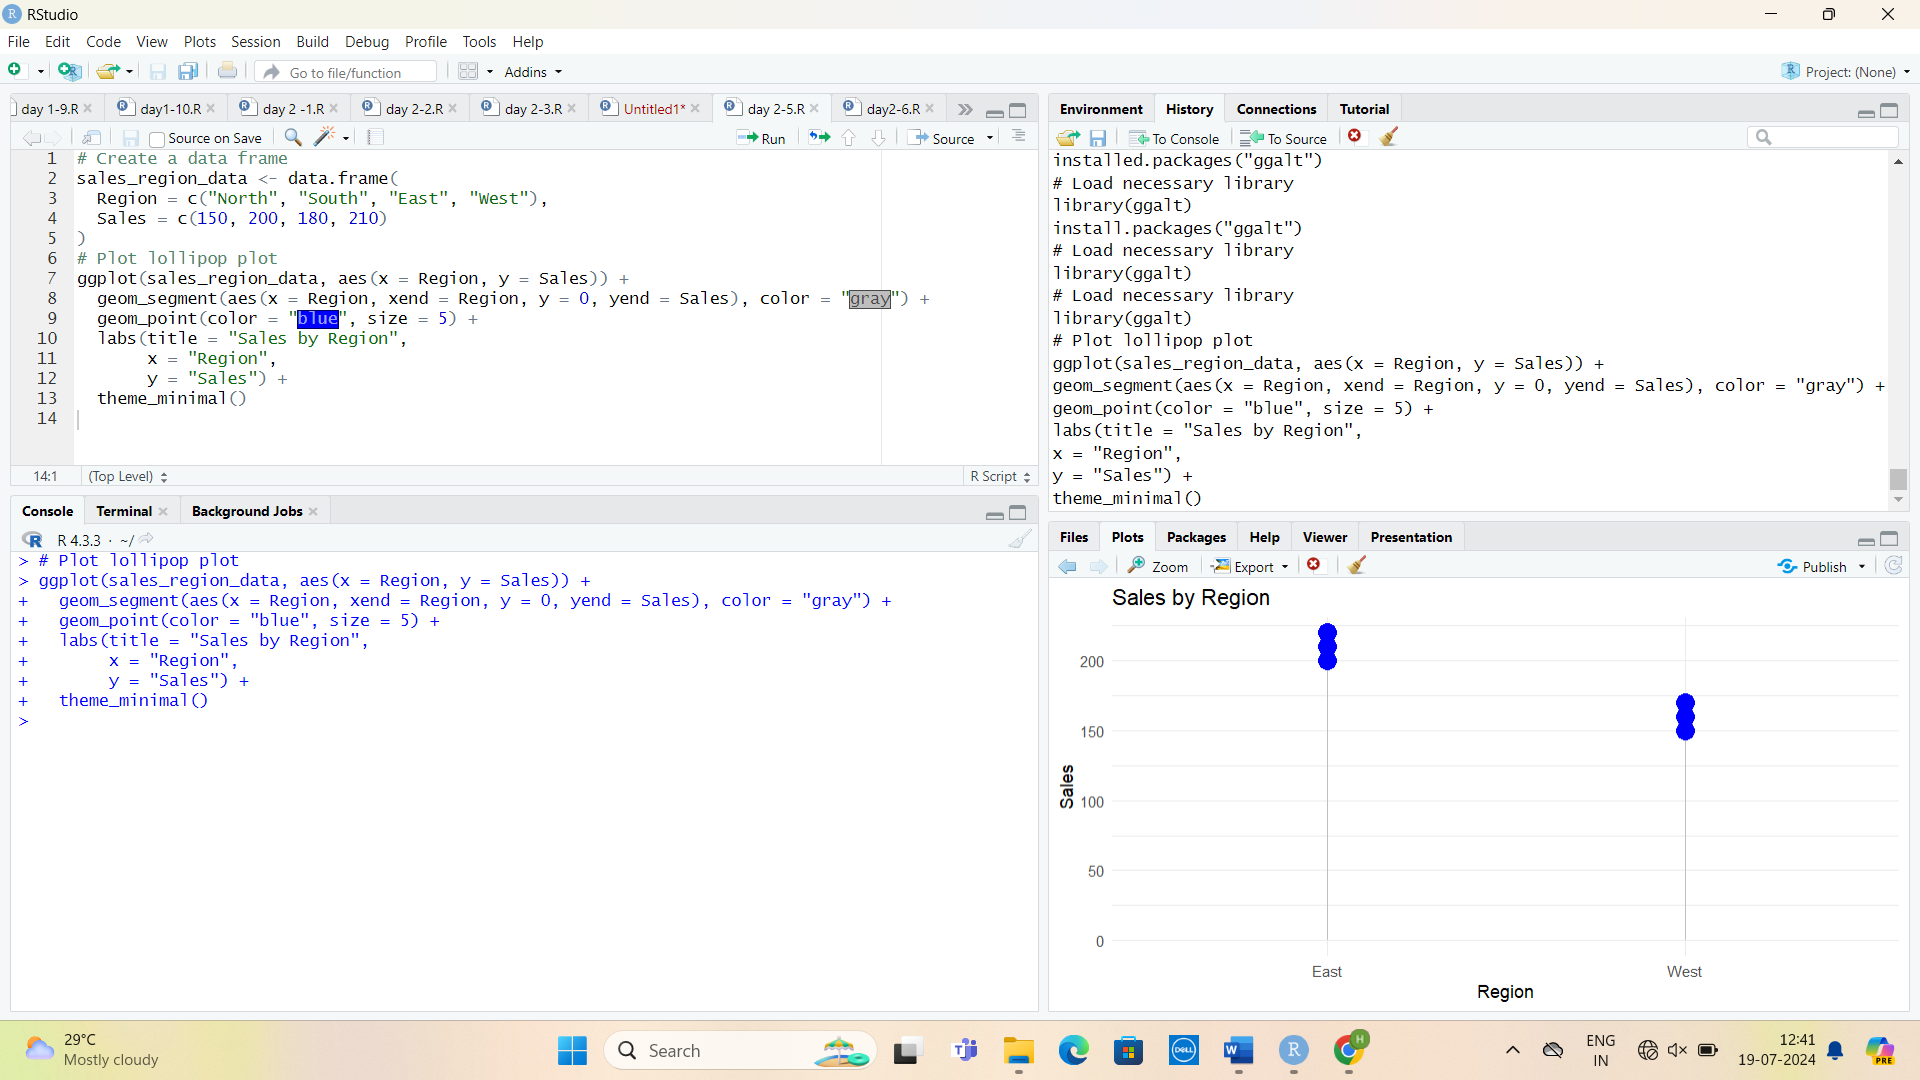 RStudio
File Edit Code View Plots Session Build Debug Profile Tools Help
Go to file/function Addins Project: (None)
day 1-9.R day1-10.R day 2 -1.R day 2-2.R day 2-3.R Untitled1* day 2-5.R day2-6.R
Source on Save Run Source
1 # Create a data frame
2 sales_region_data <- data.frame(
3 Region = c("North", "South", "East", "West"),
4 Sales = c(150, 200, 180, 210)
5 )
6 # Plot lollipop plot
7 ggplot(sales_region_data, aes(x = Region, y = Sales)) +
8 geom_segment(aes(x = Region, xend = Region, y = 0, yend = Sales), color = "gray") +
9 geom_point(color = "blue", size = 5) +
10 labs(title = "Sales by Region",
11 x = "Region",
12 y = "Sales") +
13 theme_minimal()
14
14:1 (Top Level) R Script
Console Terminal Background Jobs
R 4.3.3 · ~/
> # Plot lollipop plot
> ggplot(sales_region_data, aes(x = Region, y = Sales)) +
+ geom_segment(aes(x = Region, xend = Region, y = 0, yend = Sales), color = "gray") +
+ geom_point(color = "blue", size = 5) +
+ labs(title = "Sales by Region",
+ x = "Region",
+ y = "Sales") +
+ theme_minimal()
>
Environment History Connections Tutorial
To Console To Source
installed.packages("ggalt")
# Load necessary library
library(ggalt)
install.packages("ggalt")
# Load necessary library
library(ggalt)
# Load necessary library
library(ggalt)
# Plot lollipop plot
ggplot(sales_region_data, aes(x = Region, y = Sales)) +
geom_segment(aes(x = Region, xend = Region, y = 0, yend = Sales), color = "gray") +
geom_point(color = "blue", size = 5) +
labs(title = "Sales by Region",
x = "Region",
y = "Sales") +
theme_minimal()
Files Plots Packages Help Viewer Presentation
Zoom Export Publish
Sales by Region
200
150
Sales
100
50
0
East West
Region
29°C
Mostly cloudy
Search
DELL
W
R
H
ENG
IN
12:41
19-07-2024
PRE